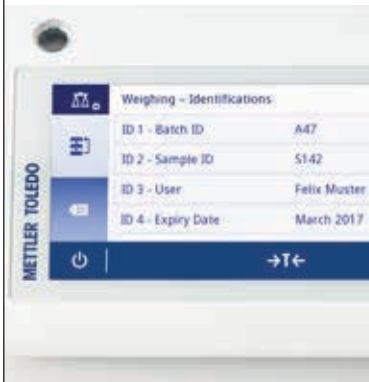 Weighing – Identifications
ID 1 - Batch ID A47
ID 2 - Sample ID S142
ID 3 - User Felix Muster
ID 4 - Expiry Date March 2017
METTLER TOLEDO
→T←